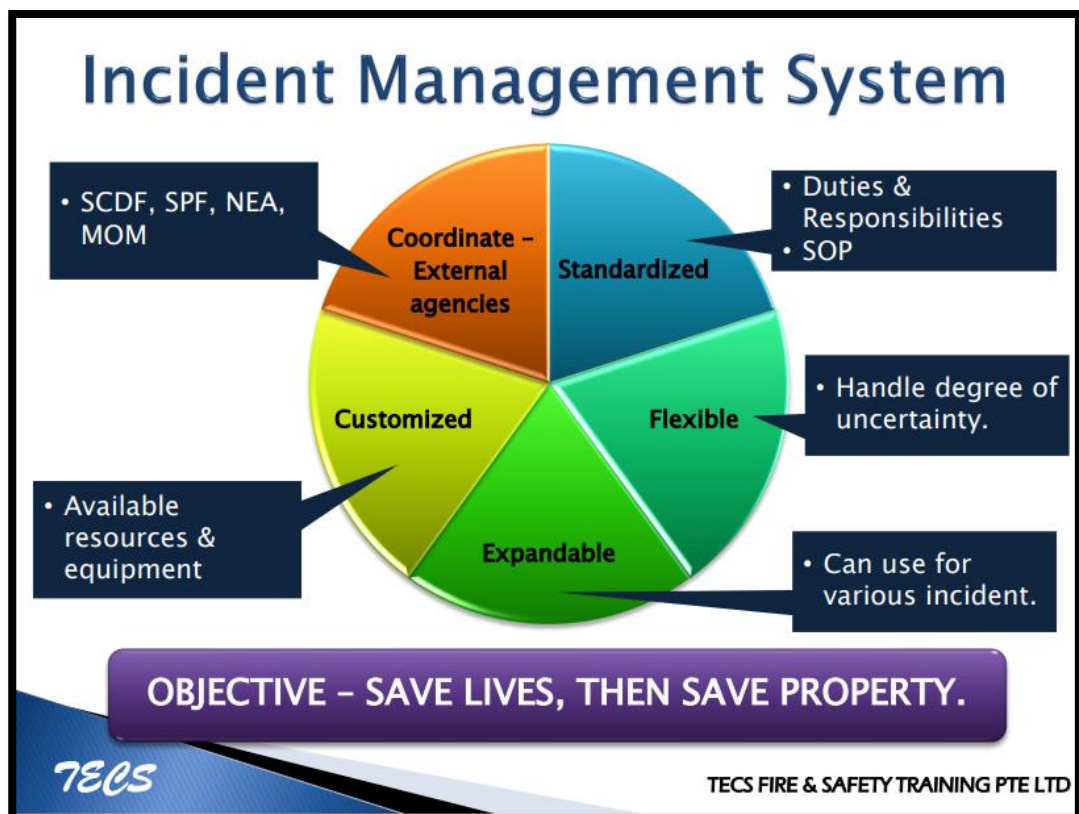 Incident Management System
• SCDF, SPF, NEA,
MOM
Coordinate –
External
agencies
Standardized
• Duties &
Responsibilities
• SOP
Customized
Flexible
• Handle degree of
uncertainty.
• Available
resources &
equipment
Expandable
• Can use for
various incident.
OBJECTIVE – SAVE LIVES, THEN SAVE PROPERTY.
TECS
TECS FIRE & SAFETY TRAINING PTE LTD